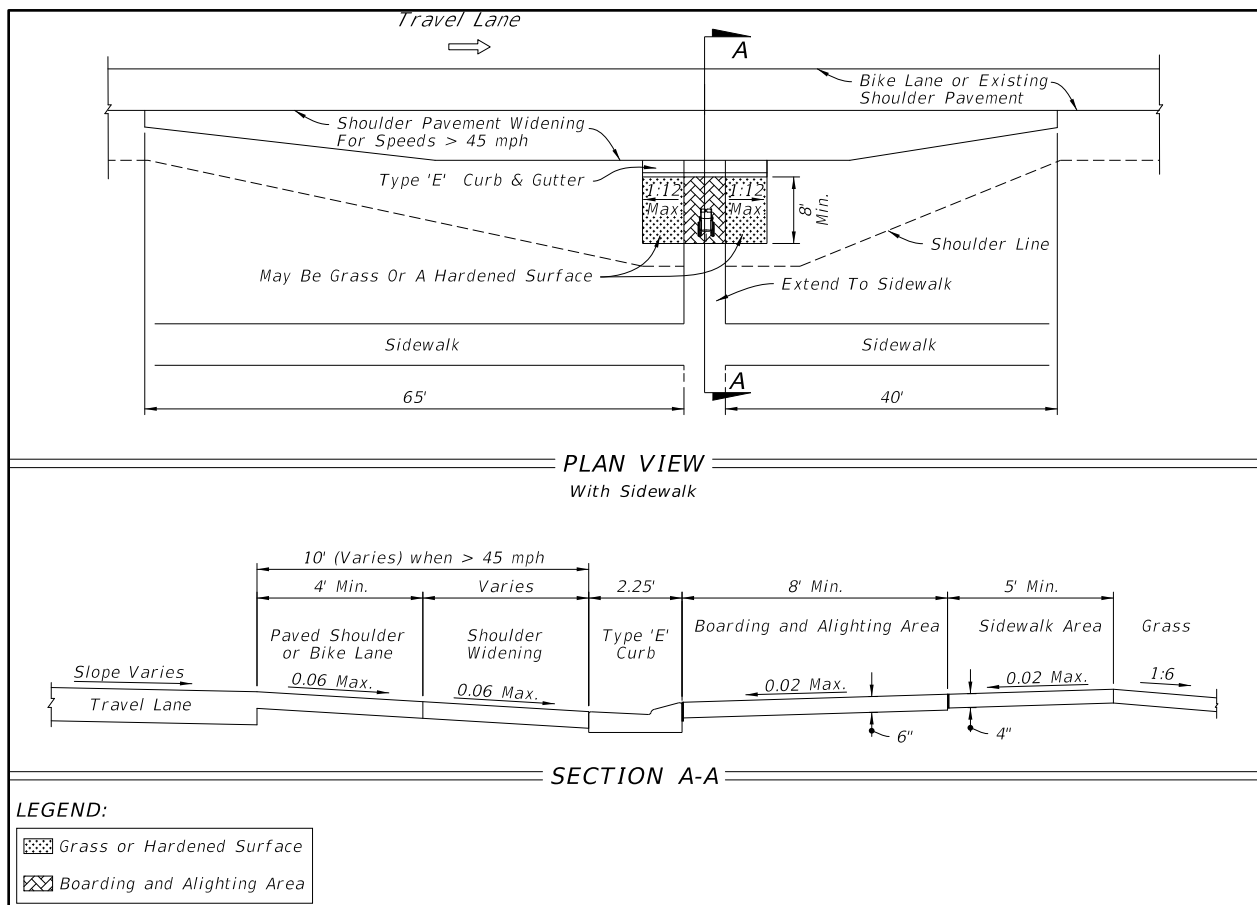 Travel Lane
A
Bike Lane or Existing
Shoulder Pavement
Shoulder Pavement Widening
For Speeds > 45 mph
Type 'E' Curb & Gutter
1:12
Max
1:12
Max
8'
Min.
Shoulder Line
May Be Grass Or A Hardened Surface
Extend To Sidewalk
Sidewalk
Sidewalk
A
65'
40'
PLAN VIEW
With Sidewalk
10' (Varies) when > 45 mph
4' Min.
Varies
2.25'
8' Min.
5' Min.
Paved Shoulder
or Bike Lane
Shoulder
Widening
Type 'E'
Curb
Boarding and Alighting Area
Sidewalk Area
Grass
Slope Varies
0.06 Max.
0.06 Max.
0.02 Max.
0.02 Max.
1:6
Travel Lane
6"
4"
SECTION A-A
LEGEND:
Grass or Hardened Surface
Boarding and Alighting Area